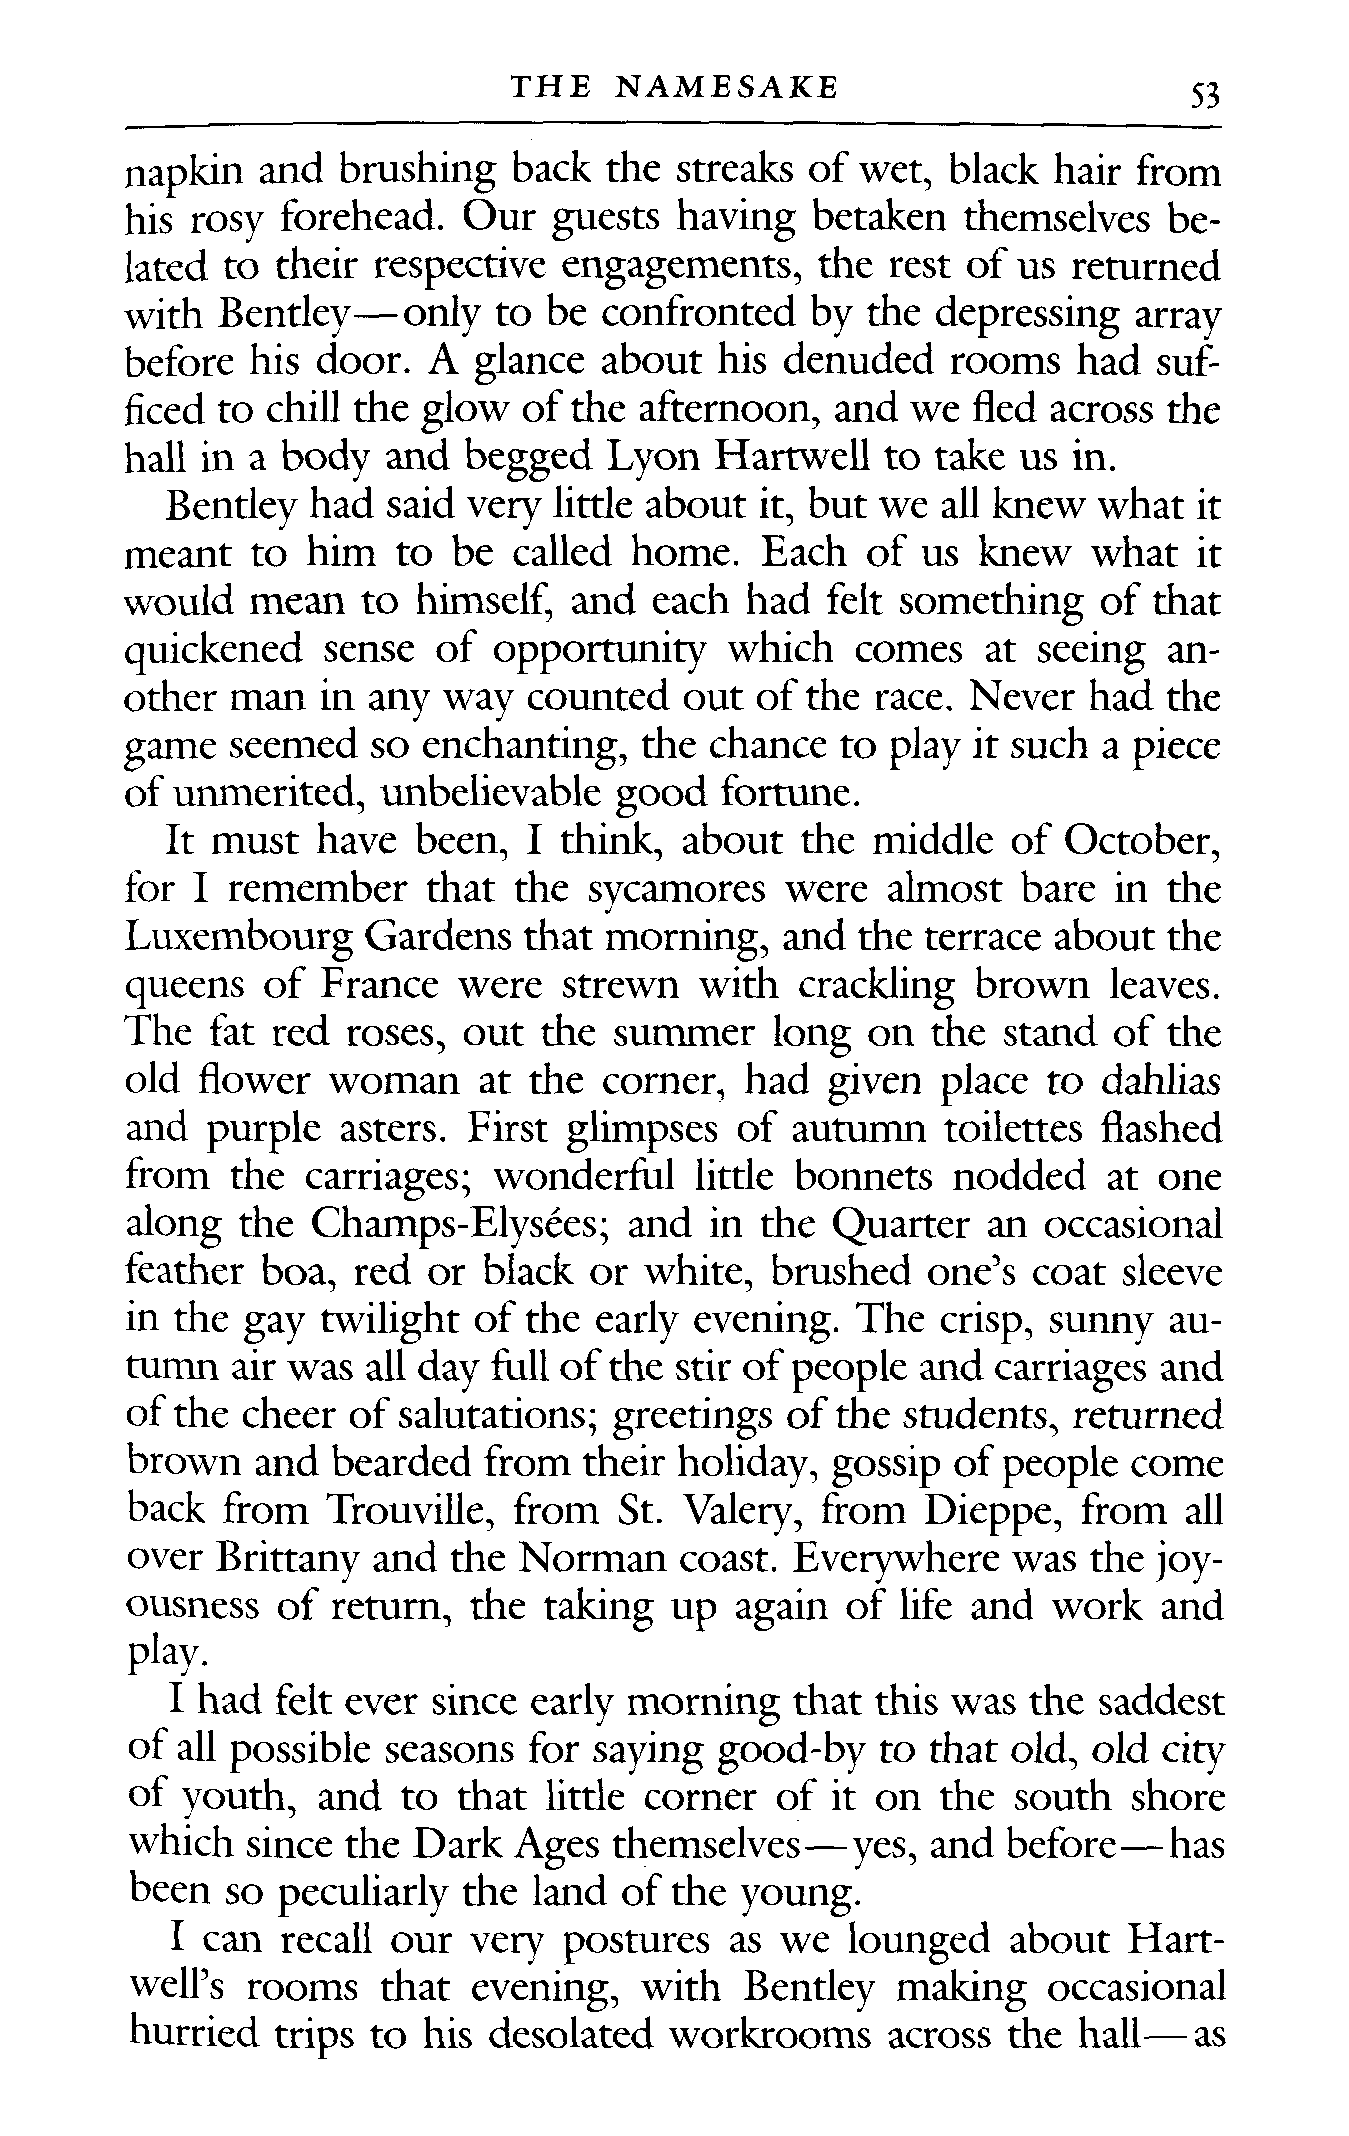 THE NAMESAKE 53
napkin and brushing back the streaks of wet, black hair from
his rosy forehead. Our guests having betaken themselves be-
lated to their respective engagements, the rest of us returned
with Bentley—only to be confronted by the depressing array
before his door. A glance about his denuded rooms had suf-
ficed to chill the glow of the afternoon, and we fled across the
hall in a body and begged Lyon Hartwell to take us in.
Bentley had said very little about it, but we all knew what it
meant to him to be called home. Each of us knew what it
would mean to himself, and each had felt something of that
quickened sense of opportunity which comes at seeing an-
other man in any way counted out of the race. Never had the
game seemed so enchanting, the chance to play it such a piece
of unmerited, unbelievable good fortune.
It must have been, I think, about the middle of October,
for I remember that the sycamores were almost bare in the
Luxembourg Gardens that morning, and the terrace about the
queens of France were strewn with crackling brown leaves.
The fat red roses, out the summer long on the stand of the
old flower woman at the corner, had given place to dahlias
and purple asters. First glimpses of autumn toilettes flashed
from the carriages; wonderful little bonnets nodded at one
along the Champs-Elysées; and in the Quarter an occasional
feather boa, red or black or white, brushed one's coat sleeve
in the gay twilight of the early evening. The crisp, sunny au-
tumn air was all day full of the stir of people and carriages and
of the cheer of salutations; greetings of the students, returned
brown and bearded from their holiday, gossip of people come
back from Trouville, from St. Valery, from Dieppe, from all
over Brittany and the Norman coast. Everywhere was the joy-
ousness of return, the taking up again of life and work and
play.
I had felt ever since early morning that this was the saddest
of all possible seasons for saying good-by to that old, old city
of youth, and to that little corner of it on the south shore
which since the Dark Ages themselves—yes, and before—has
been so peculiarly the land of the young.
I can recall our very postures as we lounged about Hart-
well's rooms that evening, with Bentley making occasional
hurried trips to his desolated workrooms across the hall—as